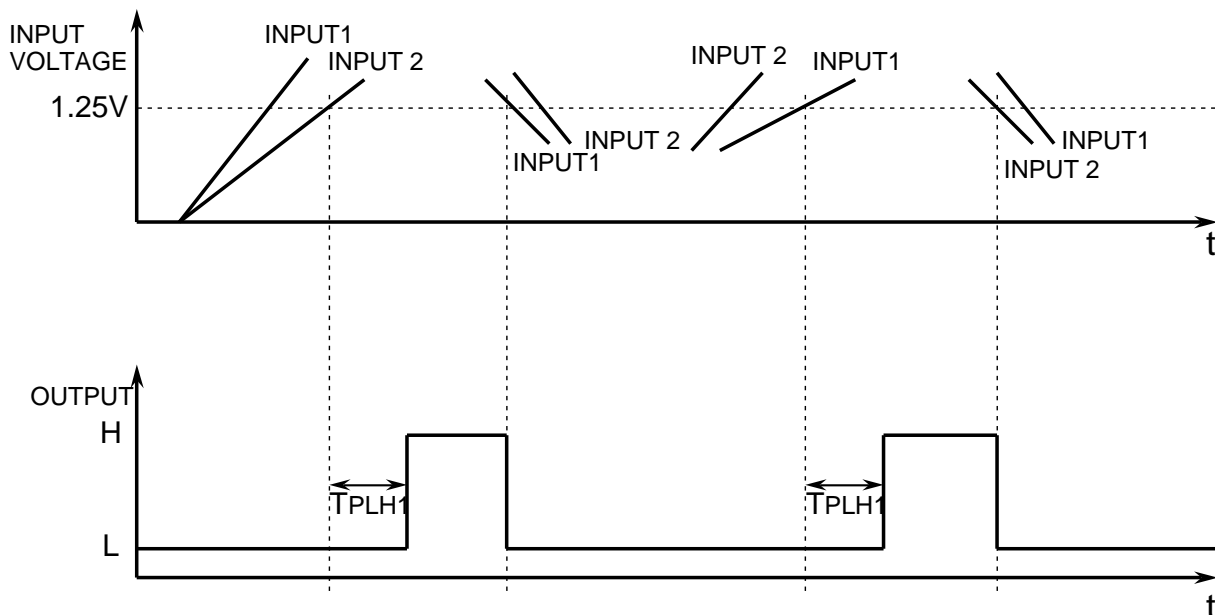 INPUT
VOLTAGE
1.25V
INPUT1
INPUT 2
INPUT 2
INPUT1
INPUT 2
INPUT1
INPUT1
INPUT 2
t
OUTPUT
H
L
TPLH1
TPLH1
t